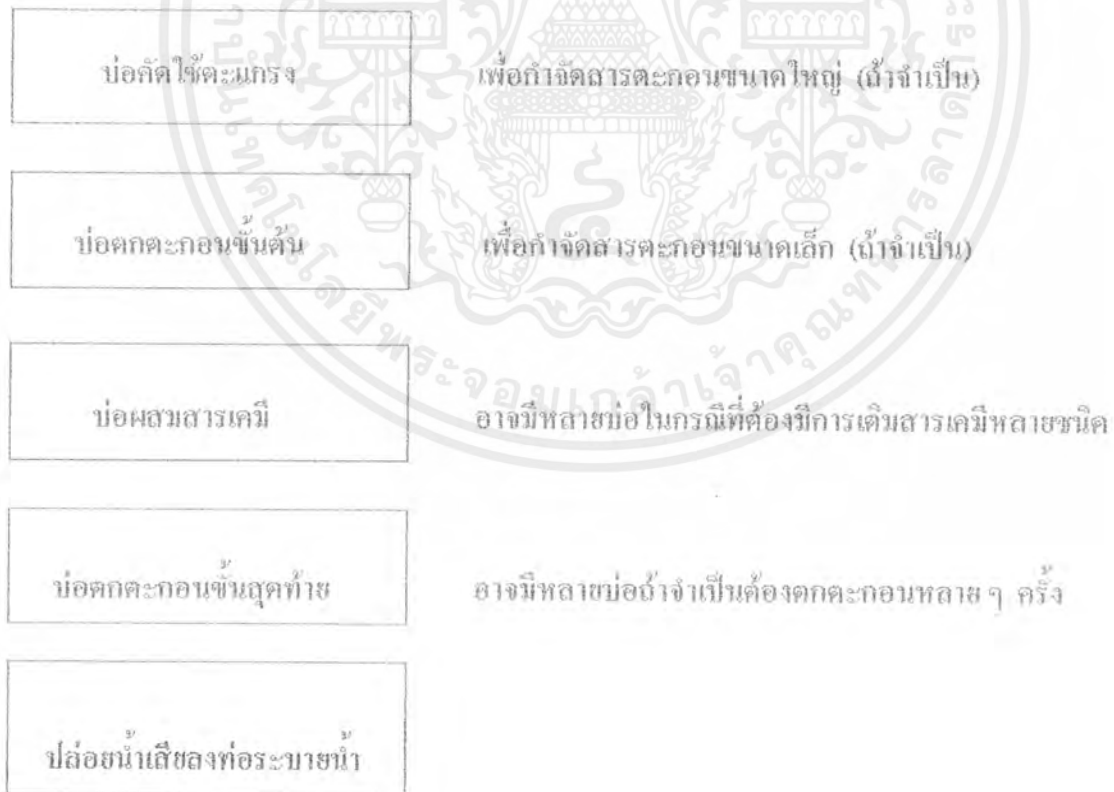 บ่อดักใช้ตะแกรง เพื่อกำจัดสารตะกอนขนาดใหญ่ (ถ้าจำเป็น)
บ่อตกตะกอนขั้นต้น เพื่อกำจัดสารตะกอนขนาดเล็ก (ถ้าจำเป็น)
บ่อผสมสารเคมี อาจมีหลายบ่อในกรณีที่ต้องมีการเติมสารเคมีหลายชนิด
บ่อตกตะกอนขั้นสุดท้าย อาจมีหลายบ่อถ้าจำเป็นต้องตกตะกอนหลาย ๆ ครั้ง
ปล่อยน้ำเสียลงท่อระบายน้ำ